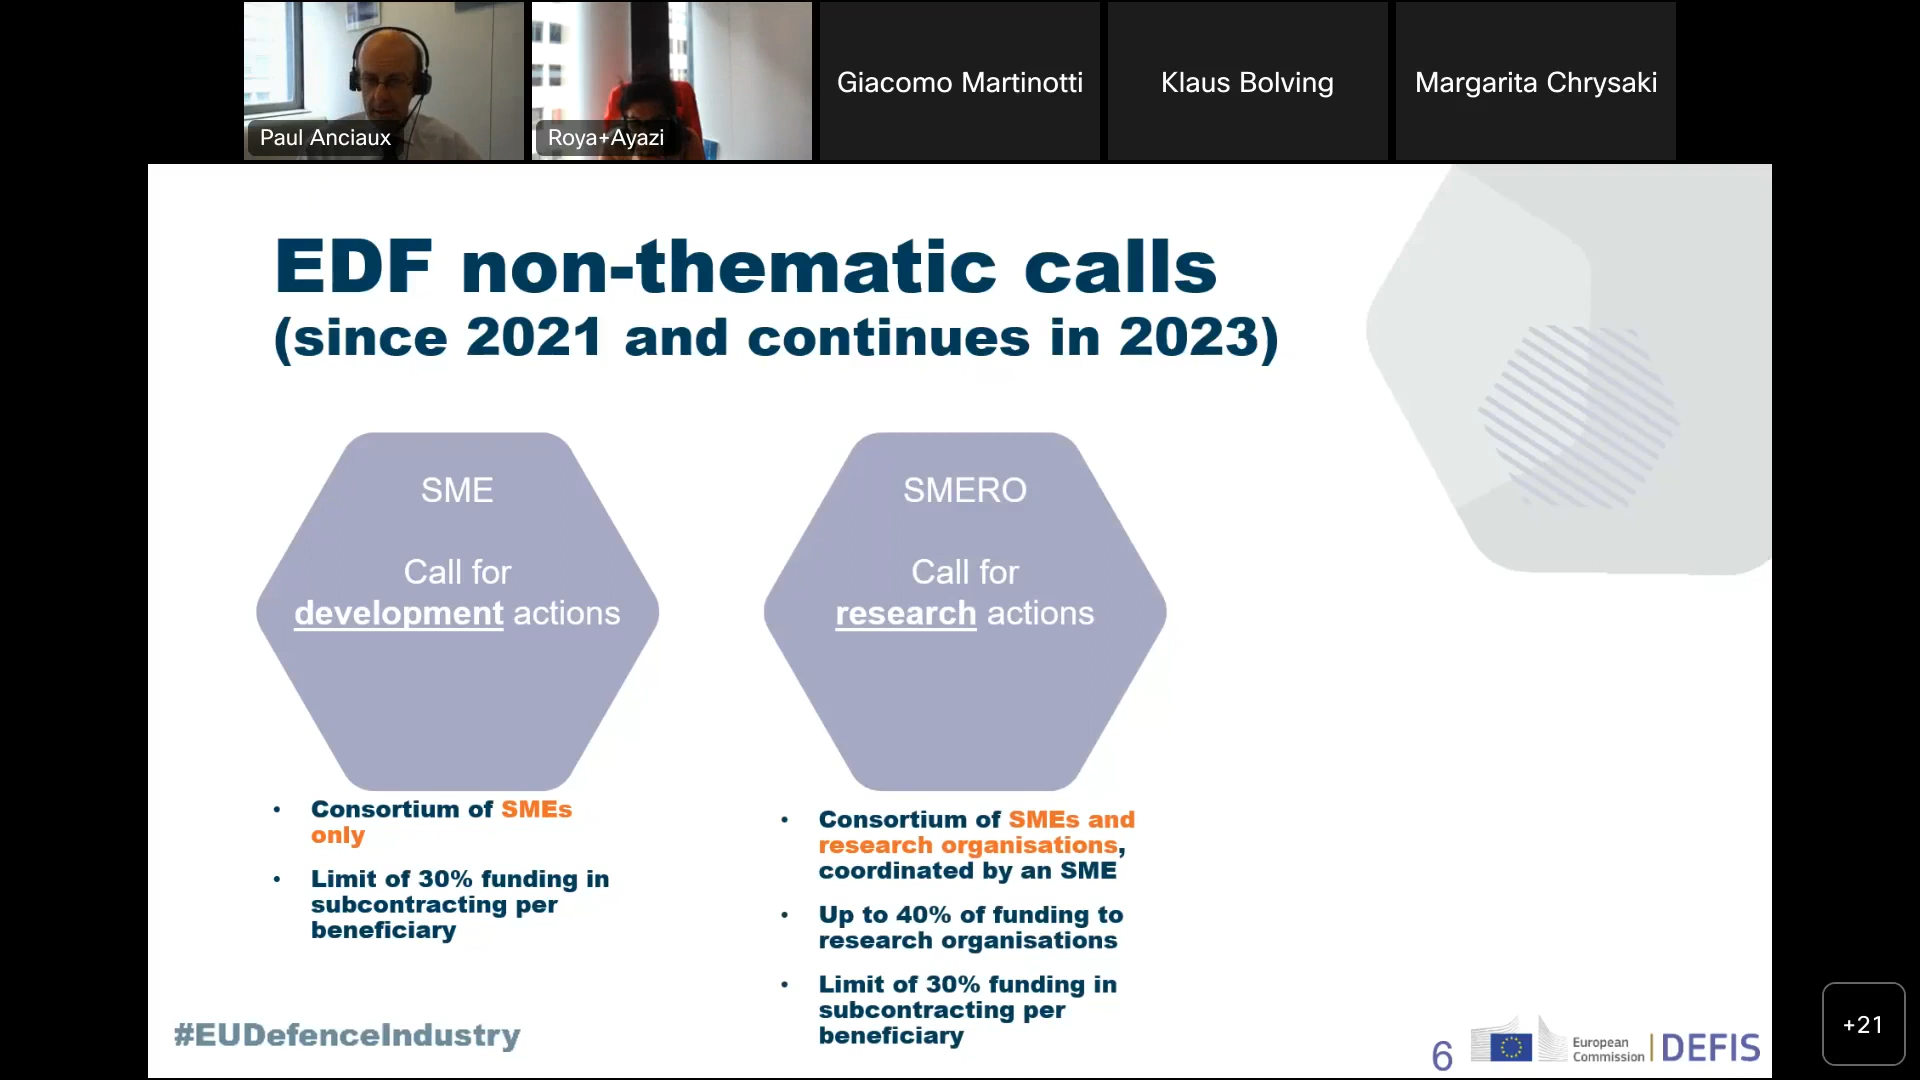 Paul Anciaux
Roya+Ayazi
Giacomo Martinotti
Klaus Bolving
Margarita Chrysaki
EDF non-thematic calls
(since 2021 and continues in 2023)
SME
Call for
development actions
SMERO
Call for
research actions
• Consortium of SMEs
only
• Limit of 30% funding in
subcontracting per
beneficiary
• Consortium of SMEs and
research organisations,
coordinated by an SME
• Up to 40% of funding to
research organisations
• Limit of 30% funding in
subcontracting per
beneficiary
#EUDefenceIndustry
6
European
Commission
DEFIS
+21